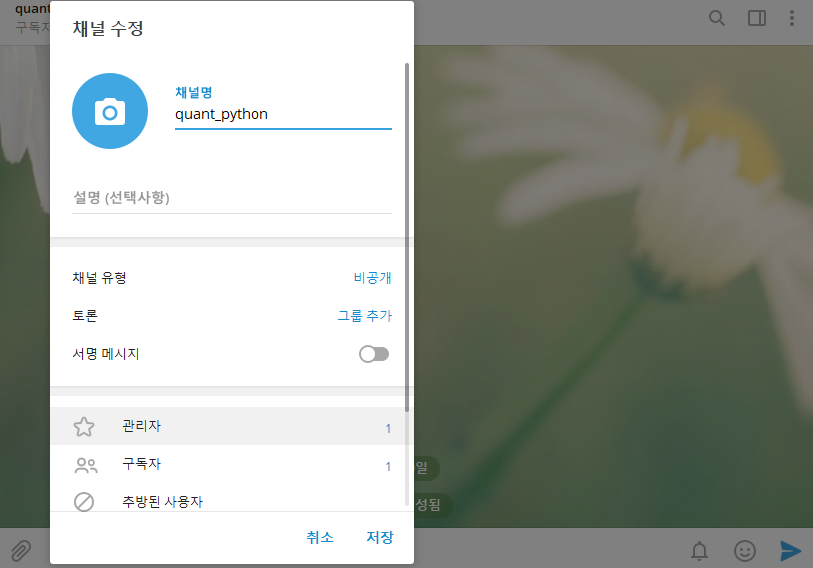 quant
구독자
채널 수정
채널명
quant_python
설명 (선택사항)
채널 유형 비공개
토론 그룹 추가
서명 메시지
관리자 1
구독자 1
추방된 사용자
일
성됨
취소 저장